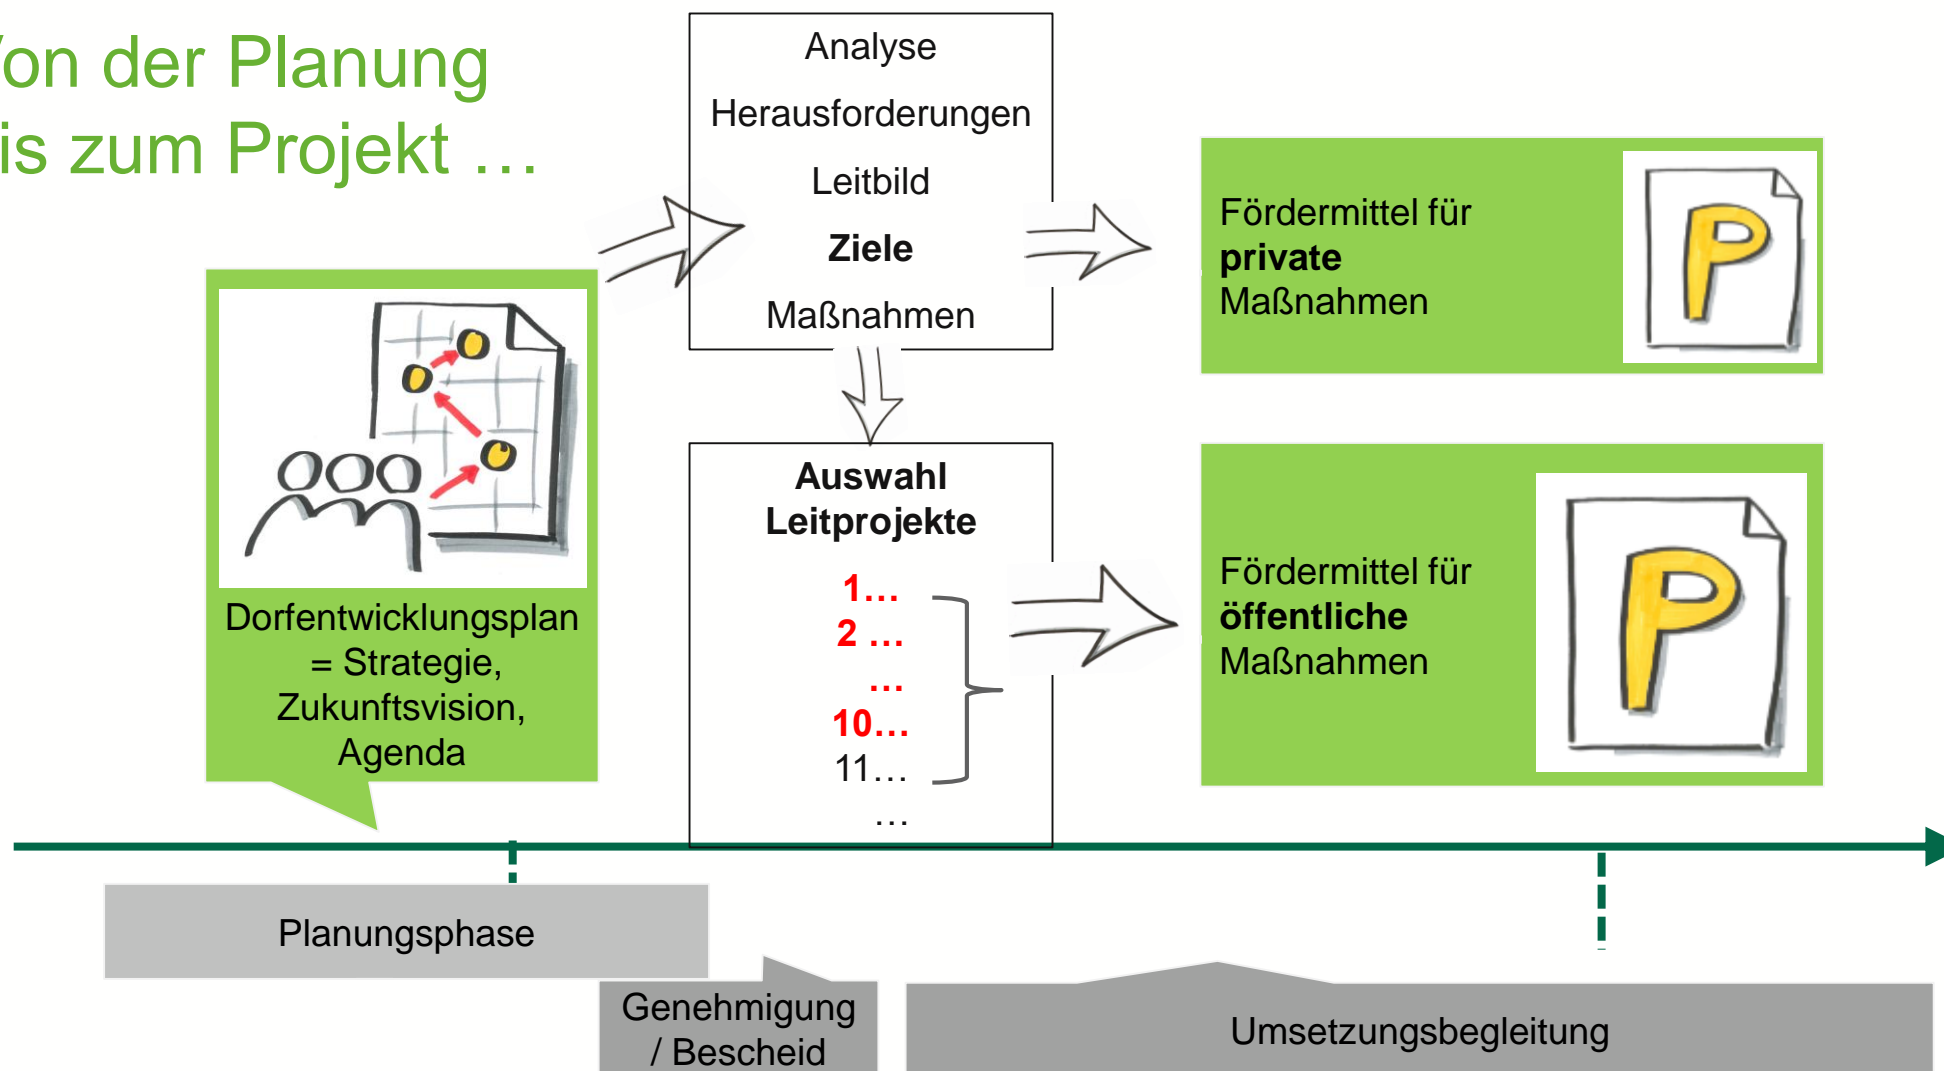 Von der Planung
is zum Projekt …
Analyse
Herausforderungen
Leitbild
Ziele
Maßnahmen
Fördermittel für
private
Maßnahmen
P
Dorfentwicklungsplan
= Strategie,
Zukunftsvision,
Agenda
Auswahl
Leitprojekte
1…
2 …
…
10…
11…
…
Fördermittel für
öffentliche
Maßnahmen
P
Planungsphase
Genehmigung
/ Bescheid
Umsetzungsbegleitung